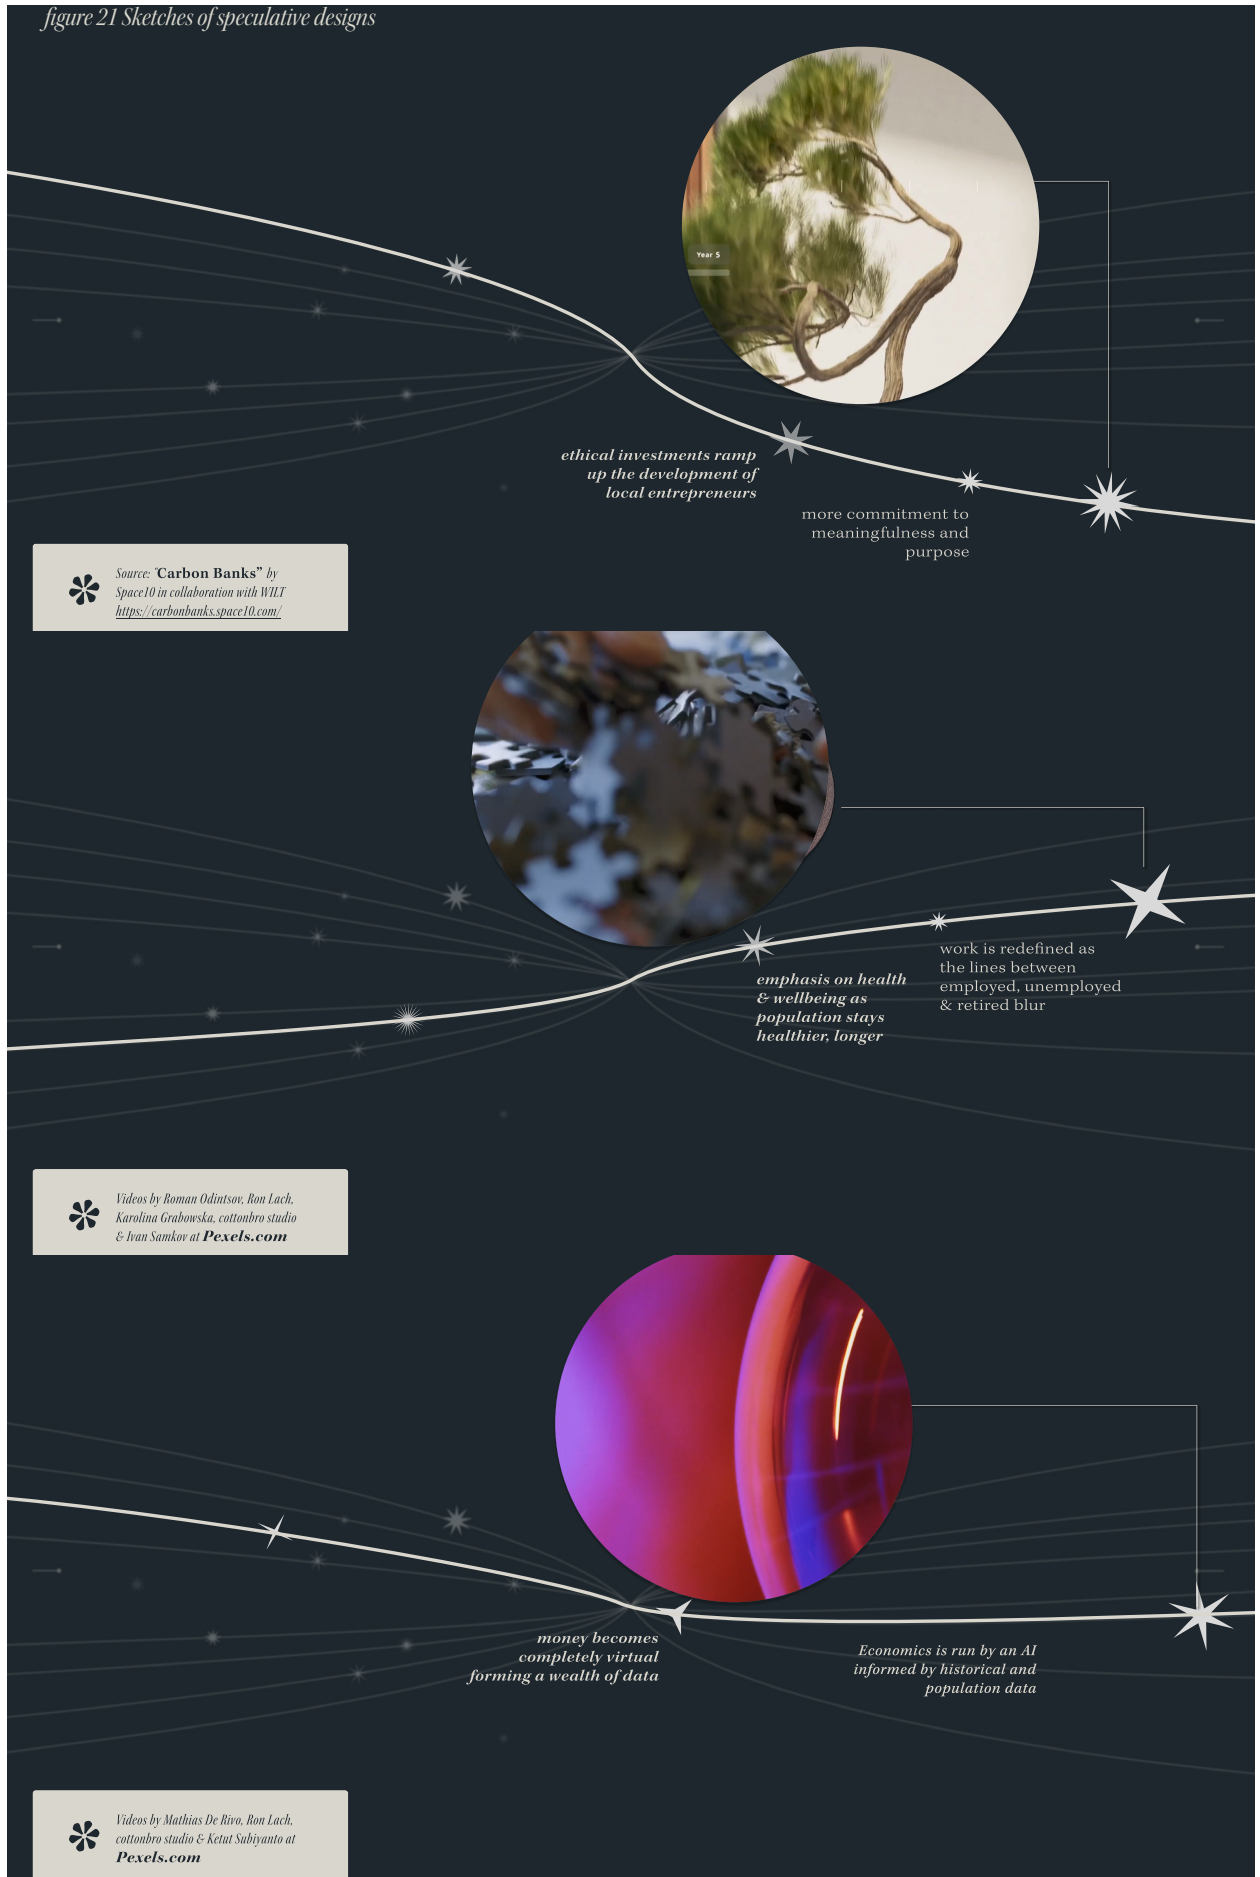 figure 21 Sketches of speculative designs
Year 5
ethical investments ramp
up the development of
local entrepreneurs
more commitment to
meaningfulness and
purpose
Source: "Carbon Banks" by
Space10 in collaboration with WILT
https://carbonbanks.space10.com/
emphasis on health
& wellbeing as
population stays
healthier, longer
work is redefined as
the lines between
employed, unemployed
& retired blur
Videos by Roman Odintsov, Ron Lach,
Karolina Grabowska, cottonbro studio
& Ivan Samkov at Pexels.com
money becomes
completely virtual
forming a wealth of data
Economics is run by an AI
informed by historical and
population data
Videos by Mathias De Rivo, Ron Lach,
cottonbro studio & Ketut Subiyanto at
Pexels.com